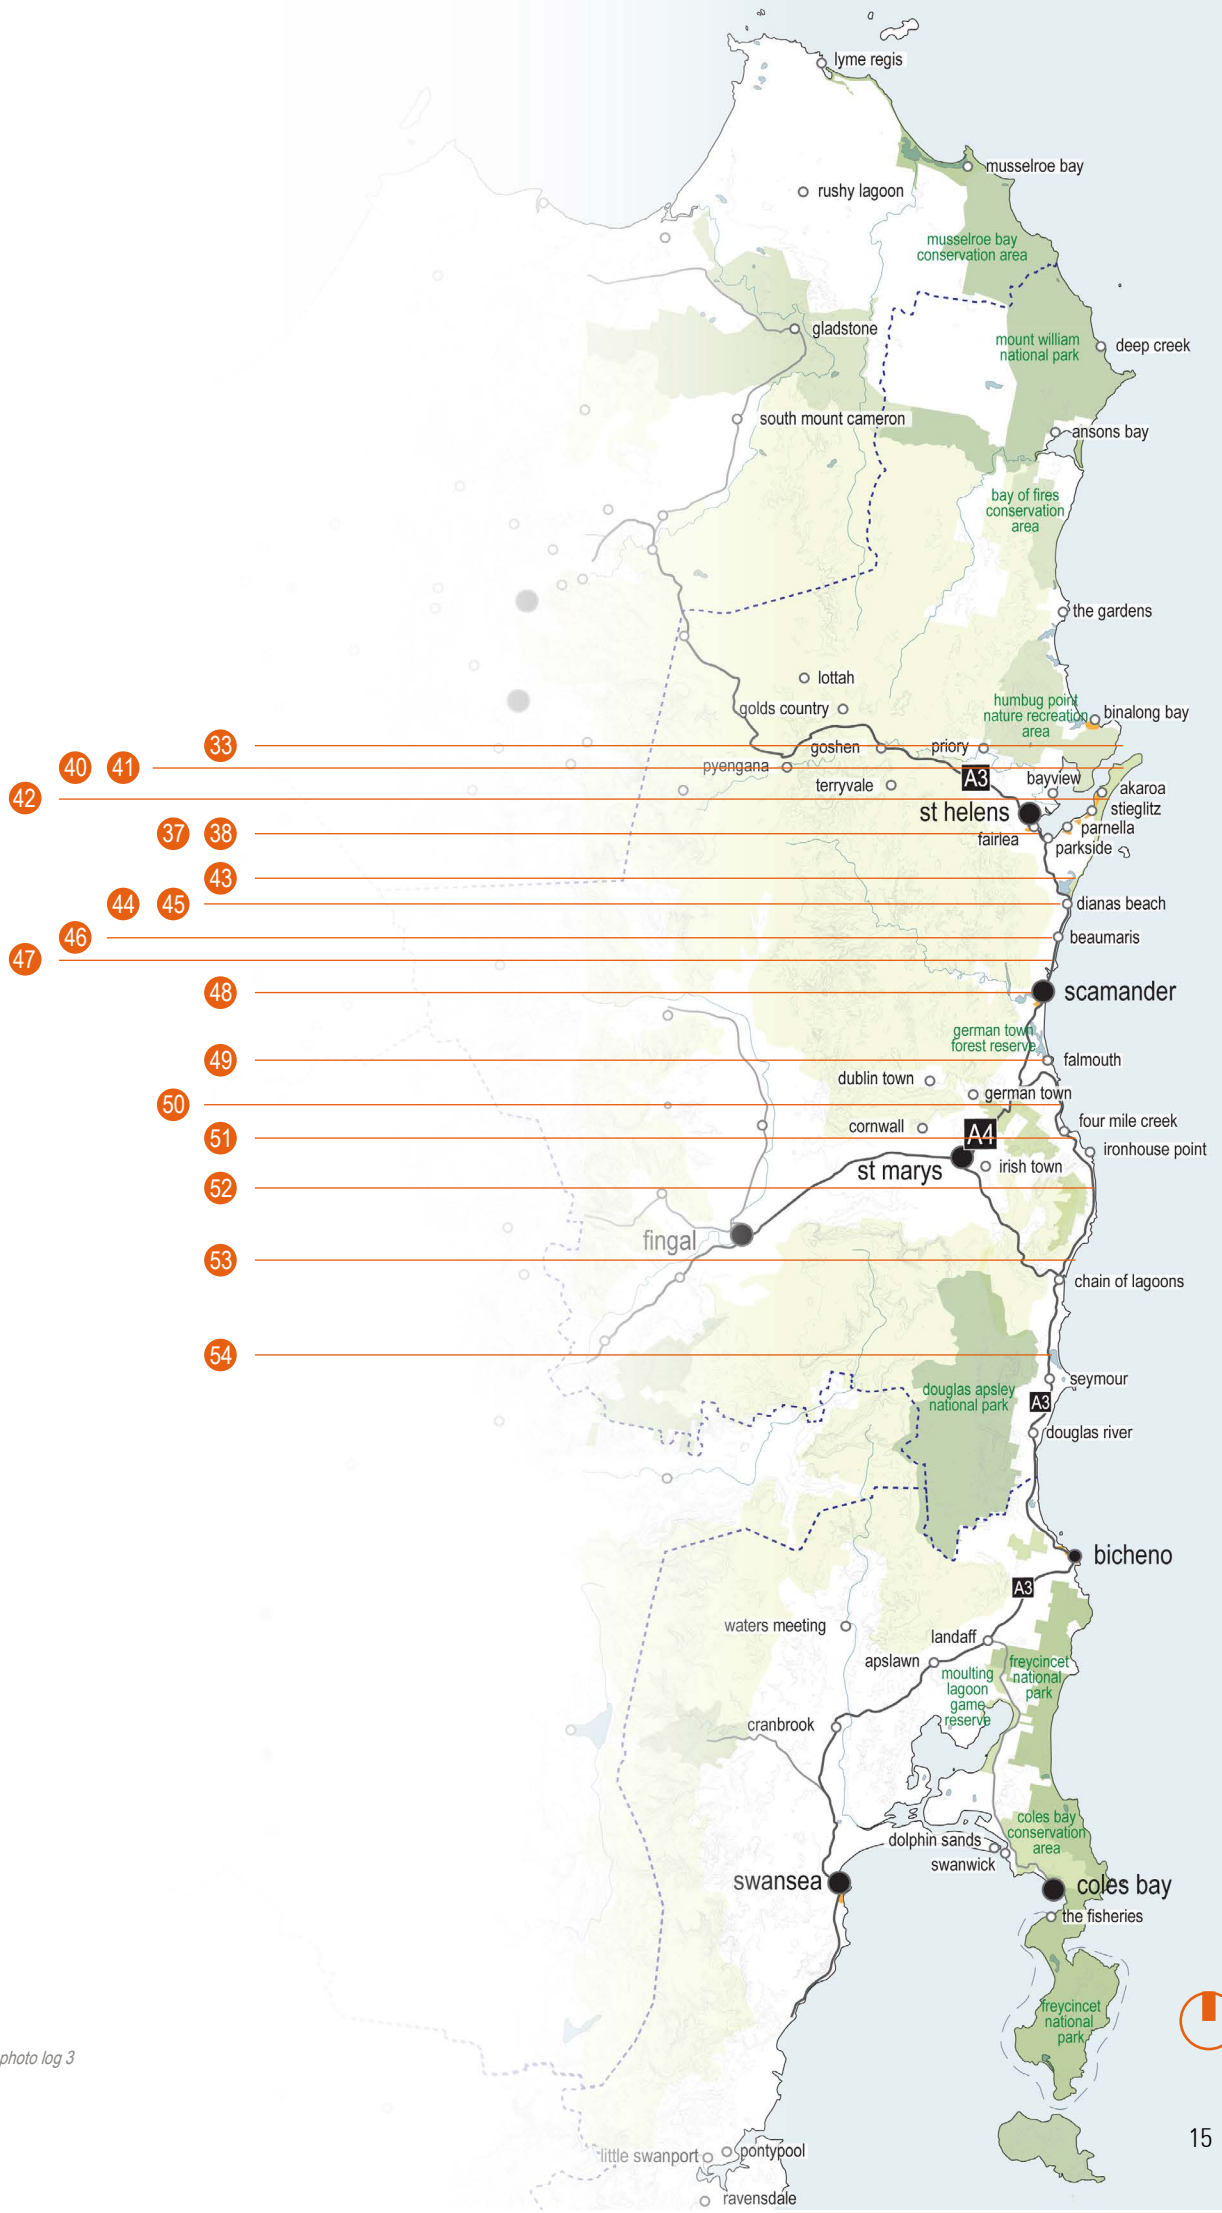 lyme regis
musselroe bay
rushy lagoon
musselroe bay
conservation area
gladstone
mount william
national park
deep creek
south mount cameron
ansons bay
bay of fires
conservation
area
the gardens
lottah
golds country
humbug point
nature recreation
area
binalong bay
33
goshen
priory
40 41
pyengana
A3
bayview
akaroa
terryvale
42
stieglitz
st helens
37 38
parnella
fairlea
parkside
43
44 45
dianas beach
46
beaumaris
47
48
scamander
german town
forest reserve
49
falmouth
dublin town
german town
50
four mile creek
cornwall
51
A4
ironhouse point
st marys
irish town
52
fingal
53
chain of lagoons
54
seymour
douglas apsley
national park
A3
douglas river
bicheno
A3
waters meeting
landaff
apslawn
freycincet
national
park
moulting
lagoon
game
reserve
cranbrook
coles bay
conservation
area
dolphin sands
swanwick
swansea
coles bay
the fisheries
freycincet
national
park
photo log 3
15
little swanport
pontypool
ravensdale